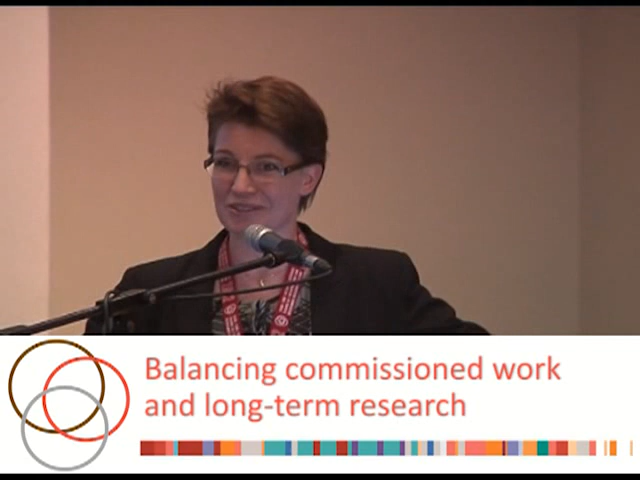 Balancing commissioned work
and long-term research